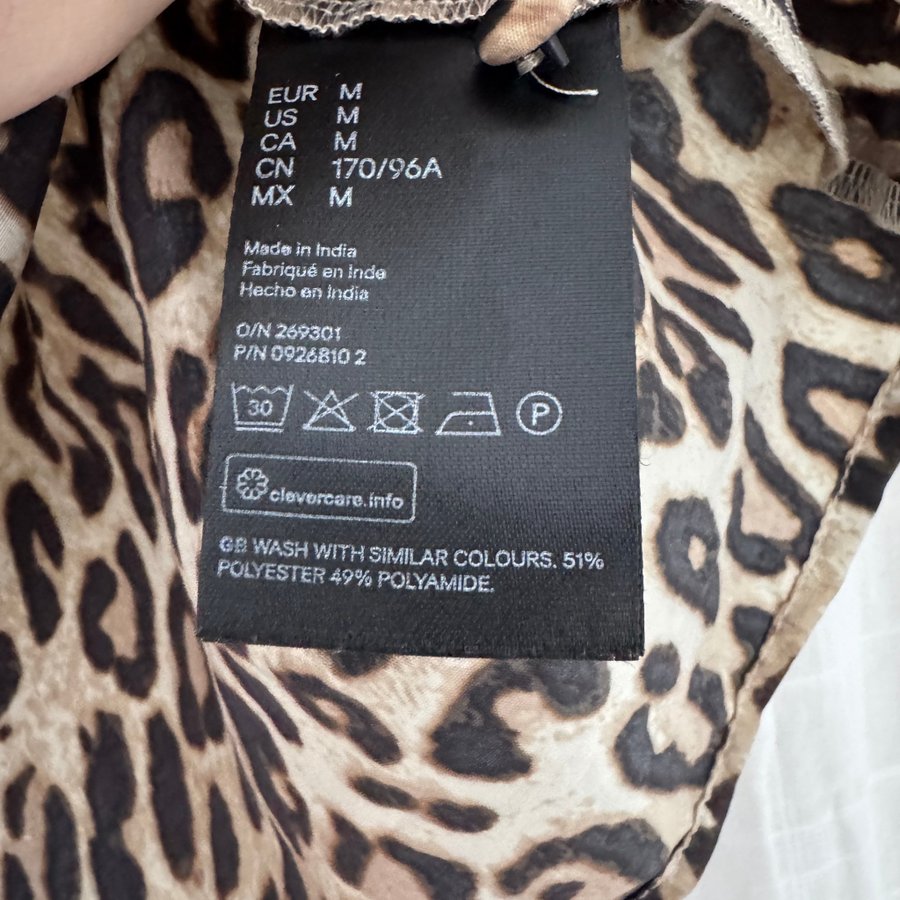 EUR M
US M
CA M
CN 170/96A
MX M
Made in India
Fabriqué en Inde
Hecho en India
O/N 269301
P/N 0926810 2
30
P
clevercare.info
GB WASH WITH SIMILAR COLOURS. 51%
POLYESTER 49% POLYAMIDE.